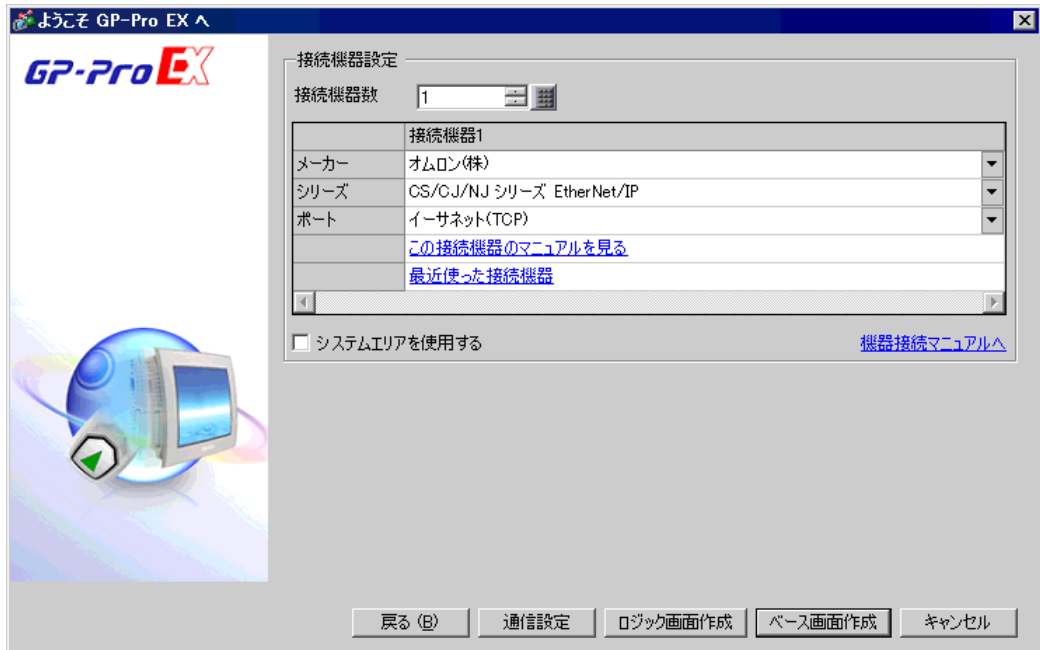 ようこそ GP-Pro EX へ
GP-Pro EX
接続機器設定
接続機器数 1
接続機器1
メーカー オムロン(株)
シリーズ CS/CJ/NJ シリーズ EtherNet/IP
ポート イーサネット(TCP)
この接続機器のマニュアルを見る
最近使った接続機器
システムエリアを使用する 機器接続マニュアルへ
戻る (B) 通信設定 ロジック画面作成 ベース画面作成 キャンセル